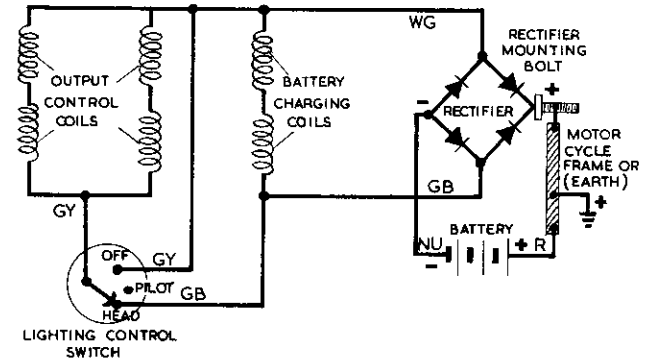 WG
RECTIFIER
MOUNTING
BOLT
OUTPUT
CONTROL
COILS
BATTERY
CHARGING
COILS
-
RECTIFIER
+
MOTOR
CYCLE
FRAME OR
(EARTH)
+
GY
GB
OFF
GY
PILOT
GB
HEAD
LIGHTING CONTROL
SWITCH
BATTERY
NU
-
+ R